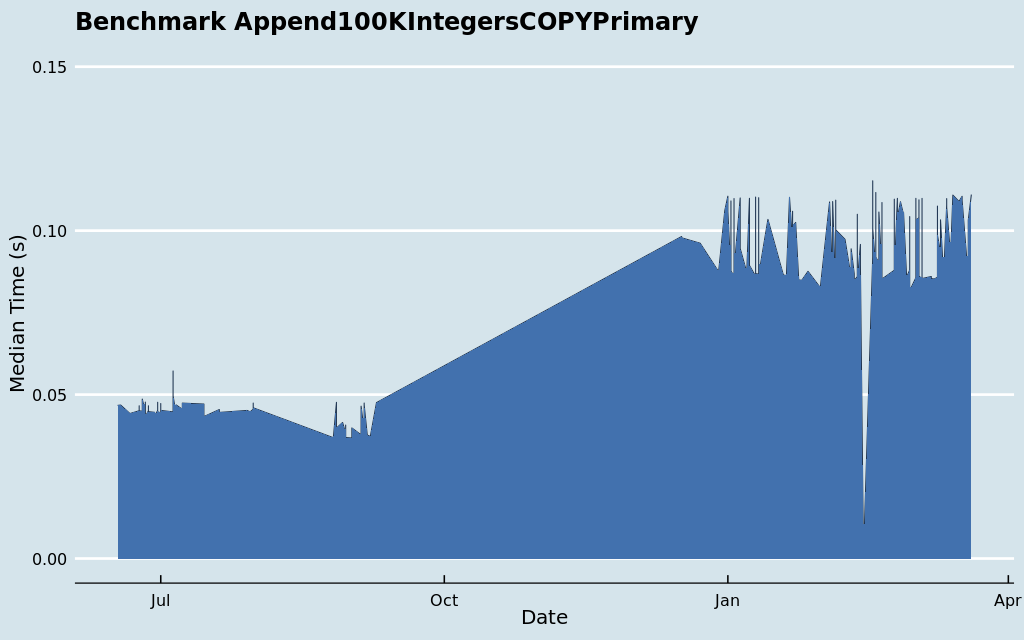 Benchmark Append100KIntegersCOPYPrimary
0.15
0.10
0.05
0.00
Median Time (s)
Jul Oct Jan Apr
Date